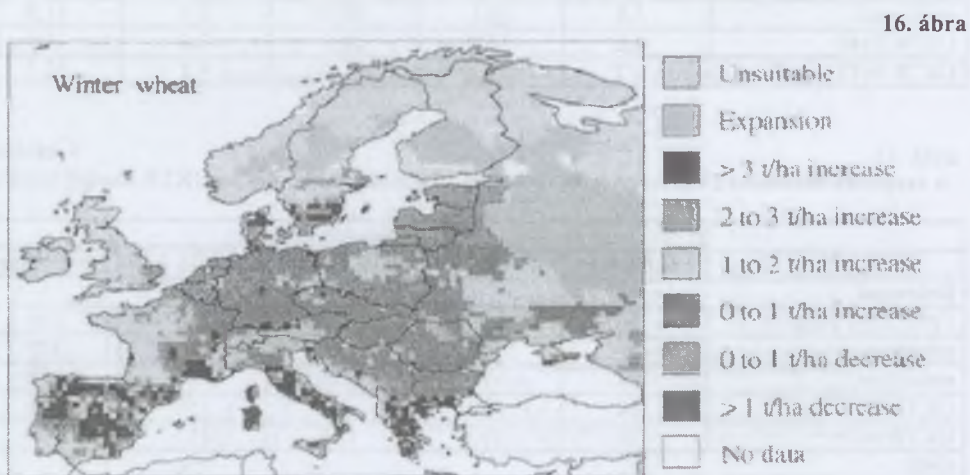 16. ábra
Winter wheat
Unsuitable
Expansion
> 3 t/ha increase
2 to 3 t/ha increase
1 to 2 t/ha increase
0 to 1 t/ha increase
0 to 1 t/ha decrease
> 1 t/ha decrease
No data